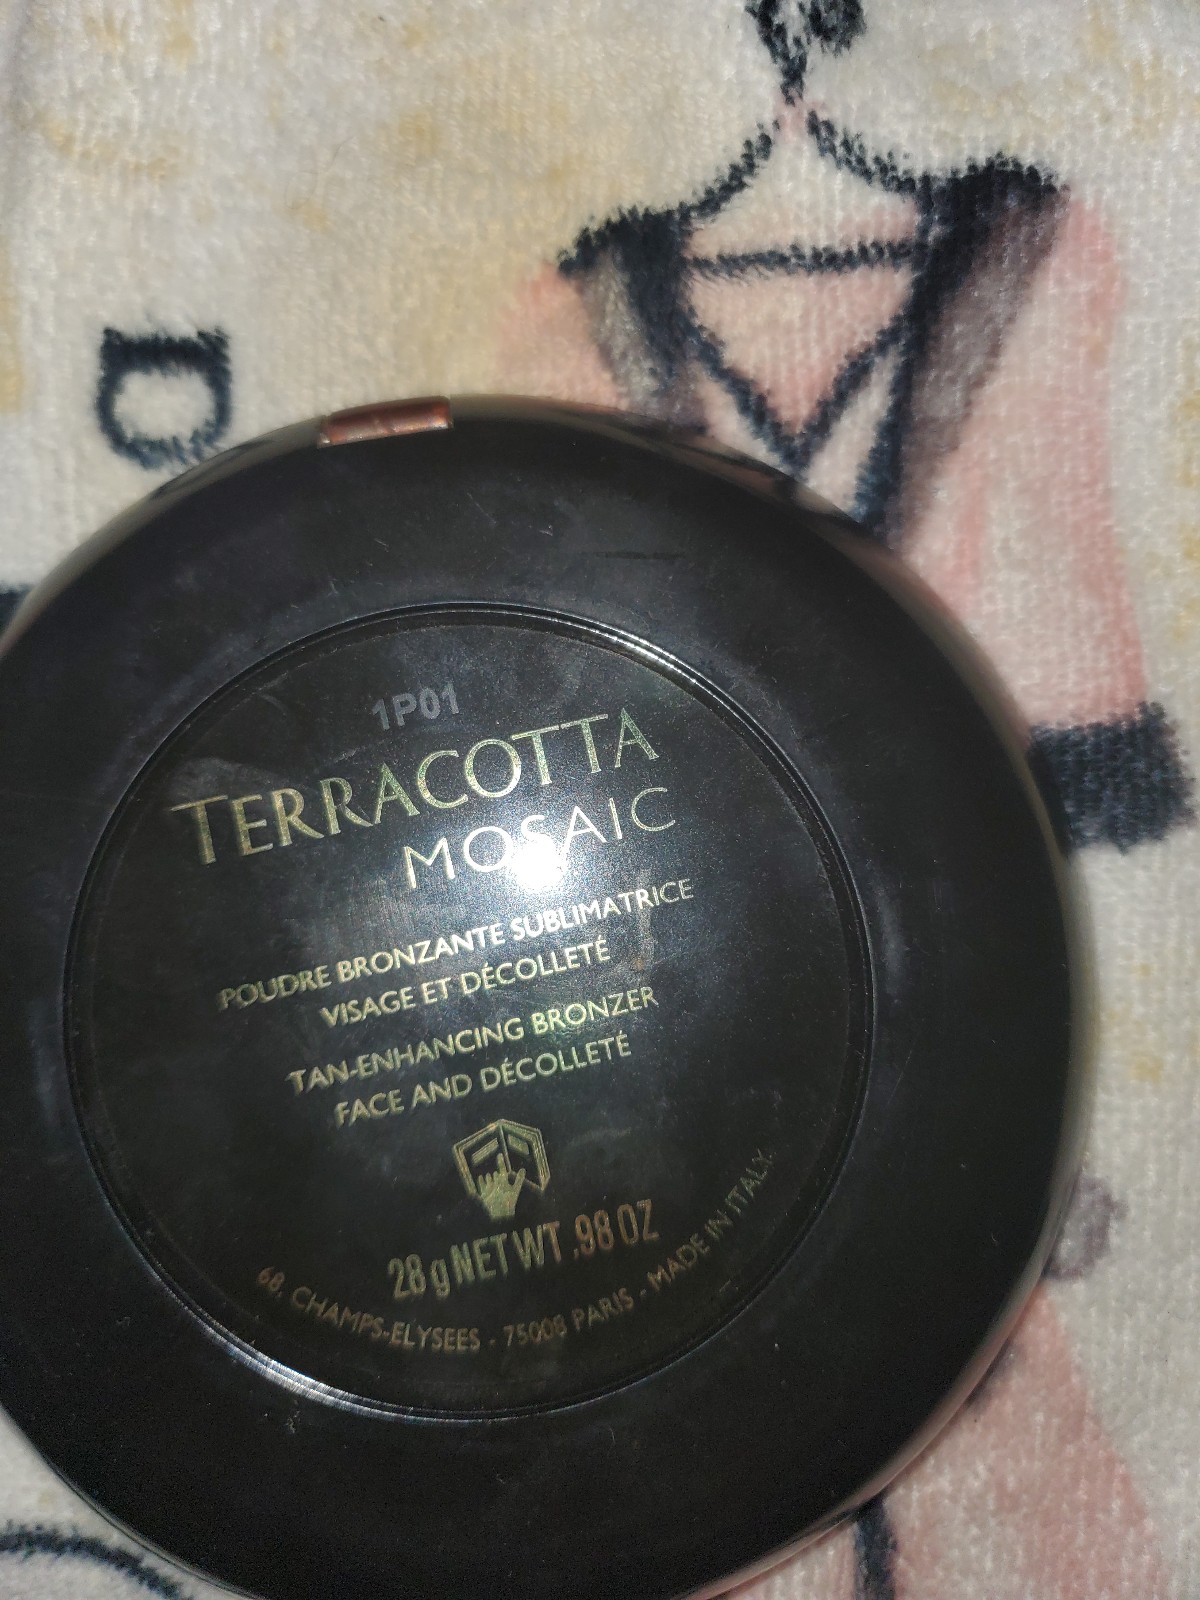 1P01
TERRACOTTA
MOSAIC
POUDRE BRONZANTE SUBLIMATRICE
VISAGE ET DÉCOLLETÉ
TAN-ENHANCING BRONZER
FACE AND DÉCOLLETÉ
28 g NET WT .98 OZ
68, CHAMPS-ELYSEES - 75008 PARIS - MADE IN ITALY.